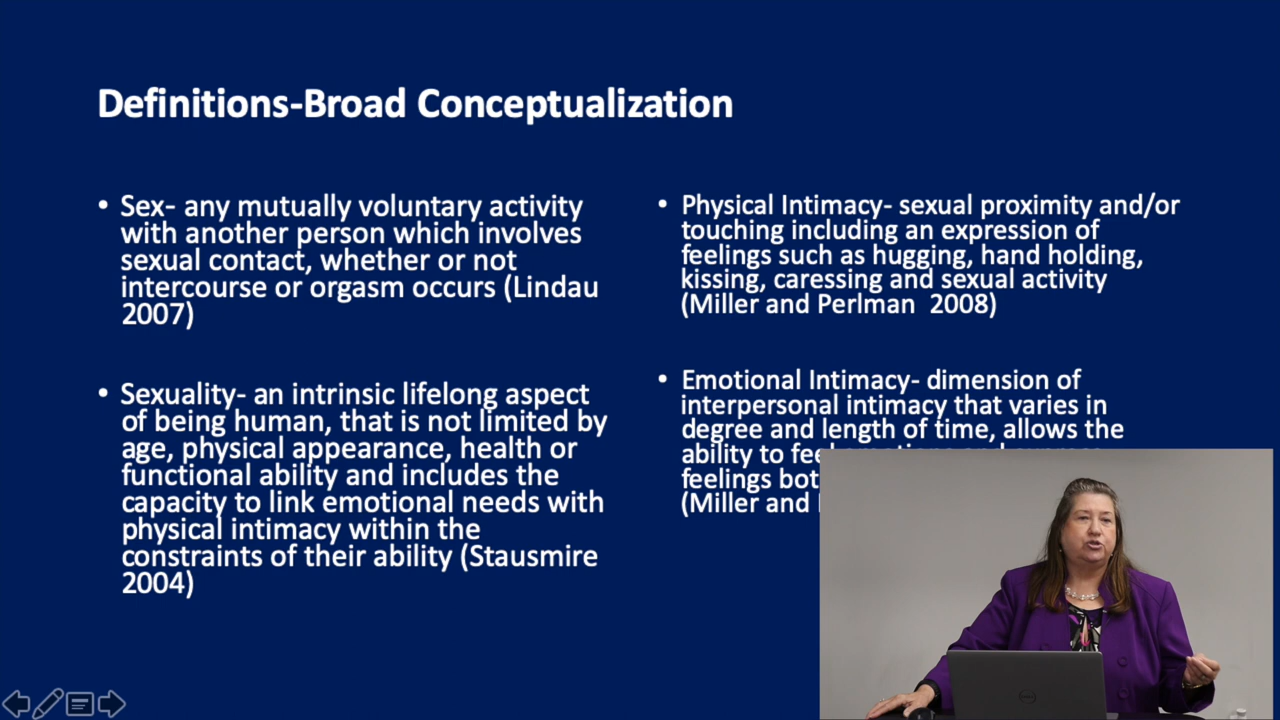 Definitions-Broad Conceptualization
• Sex- any mutually voluntary activity
with another person which involves
sexual contact, whether or not
intercourse or orgasm occurs (Lindau
2007)
• Sexuality- an intrinsic lifelong aspect
of being human, that is not limited by
age, physical appearance, health or
functional ability and includes the
capacity to link emotional needs with
physical intimacy within the
constraints of their ability (Stausmire
2004)
• Physical Intimacy- sexual proximity and/or
touching including an expression of
feelings such as hugging, hand holding,
kissing, caressing and sexual activity
(Miller and Perlman 2008)
• Emotional Intimacy- dimension of
interpersonal intimacy that varies in
degree and length of time, allows the
ability to
feelings
(Miller and